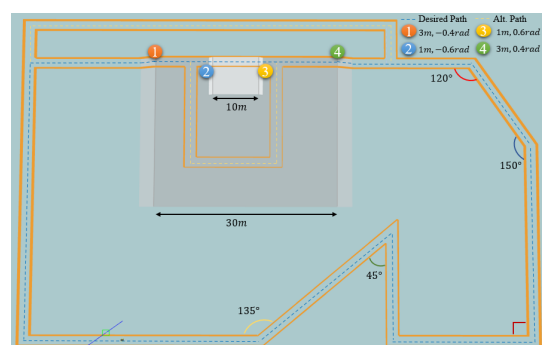 Desired Path Alt. Path
1 3m, −0.4rad 3 1m, 0.6rad
2 1m, −0.6rad 4 3m, 0.4rad
1 4
2 3
120°
10m
150°
30m
45°
135°